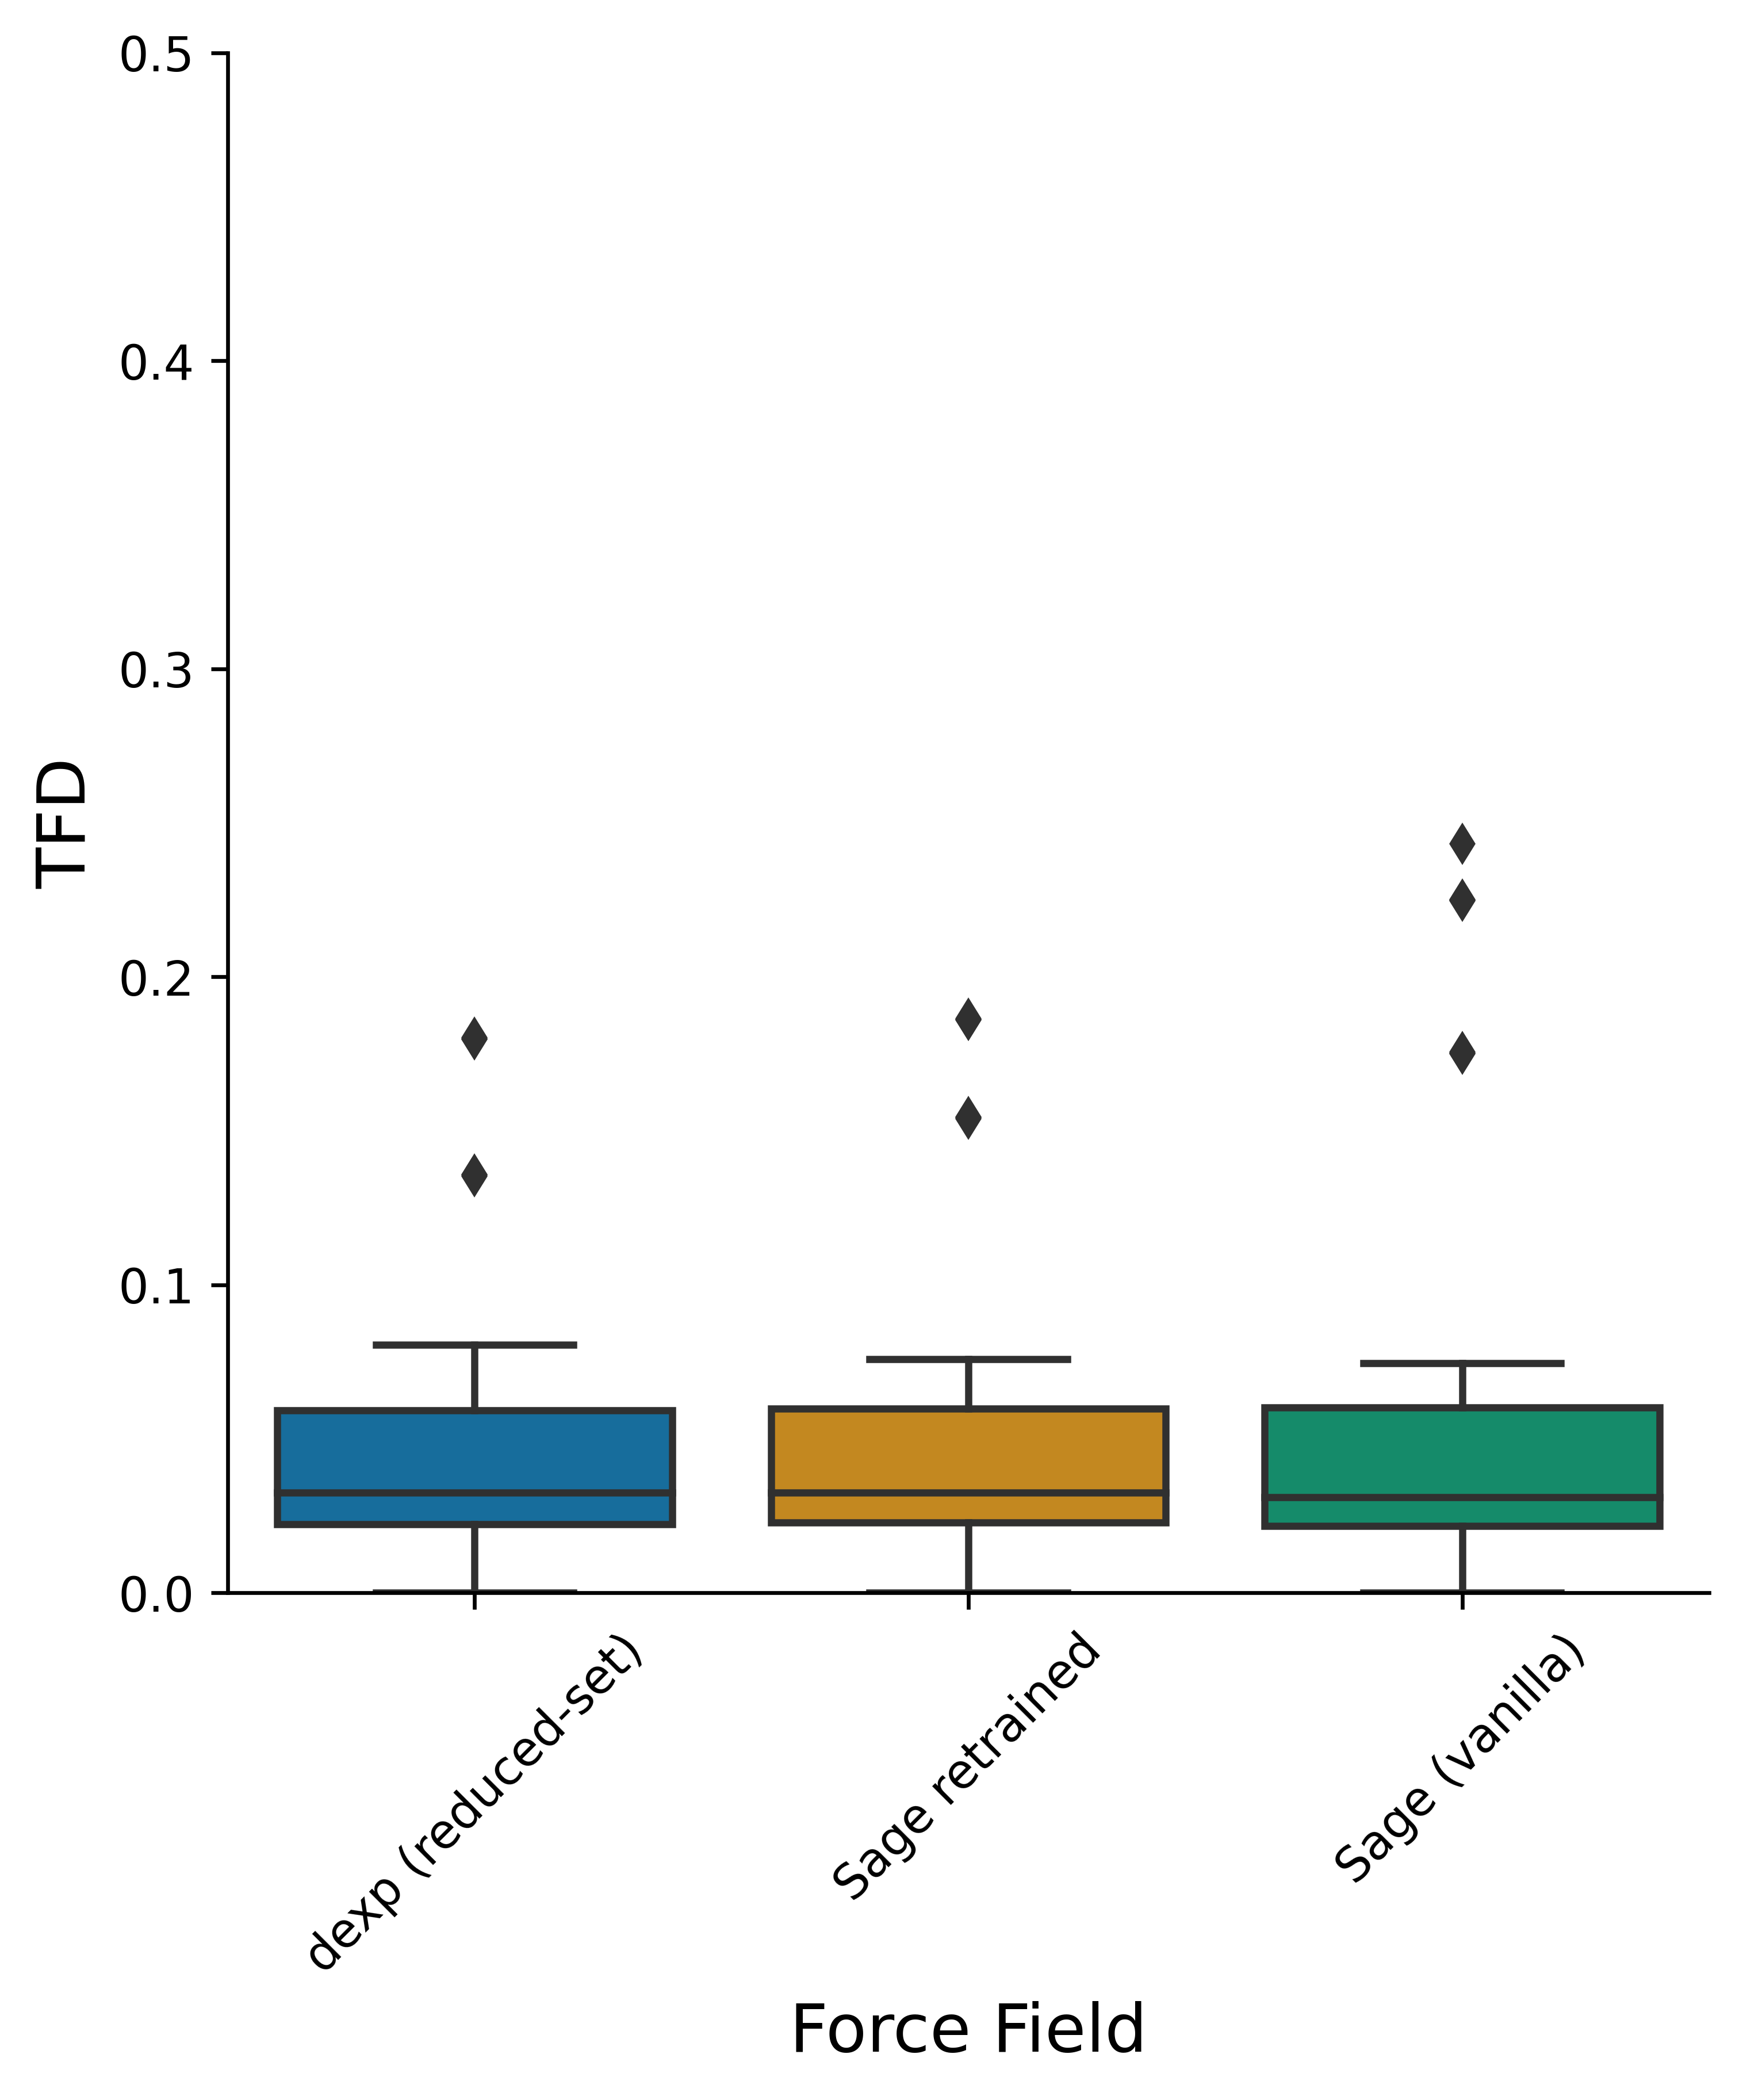 0.5
0.4
0.3
0.2
0.1
0.0
TFD
dexp (reduced-set)
Sage retrained
Sage (vanilla)
Force Field